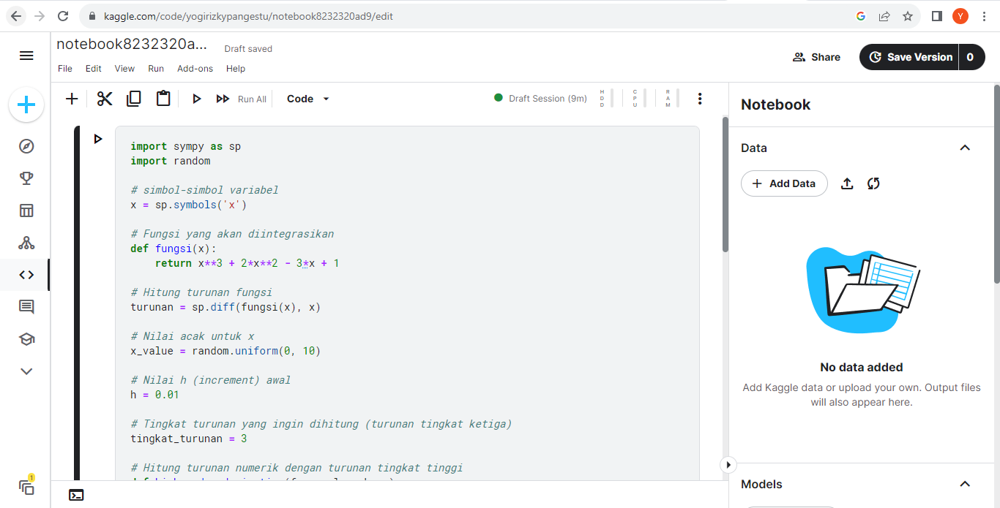 kaggle.com/code/yogirizkypangestu/notebook8232320ad9/edit
G
Y
notebook8232320a...
Draft saved
File Edit View Run Add-ons Help
Share
Save Version 0
Run All
Code
Draft Session (9m)
HDD
CPU
RAM
import sympy as sp
import random
# simbol-simbol variabel
x = sp.symbols('x')
# Fungsi yang akan diintegrasikan
def fungsi(x):
    return x**3 + 2*x**2 - 3*x + 1
# Hitung turunan fungsi
turunan = sp.diff(fungsi(x), x)
# Nilai acak untuk x
x_value = random.uniform(0, 10)
# Nilai h (increment) awal
h = 0.01
# Tingkat turunan yang ingin dihitung (turunan tingkat ketiga)
tingkat_turunan = 3
# Hitung turunan numerik dengan turunan tingkat tinggi
Notebook
Data
+ Add Data
No data added
Add Kaggle data or upload your own. Output files
will also appear here.
Models
1